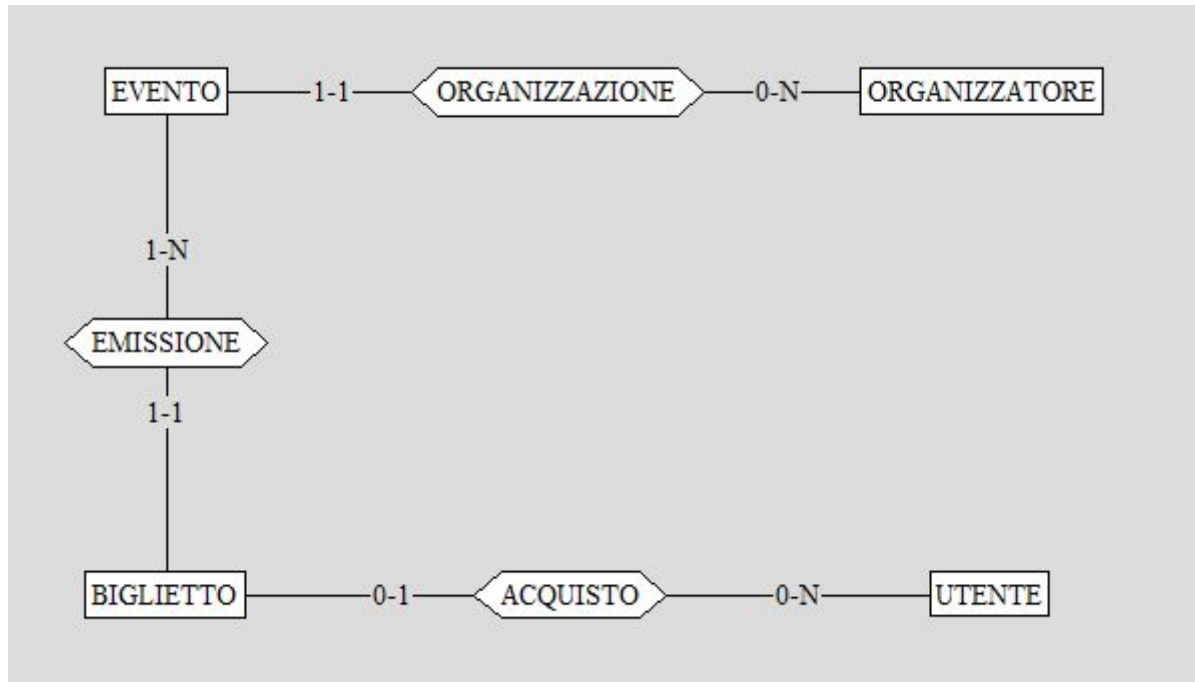 EVENTO 1-1 ORGANIZZAZIONE 0-N ORGANIZZATORE
1-N
EMISSIONE
1-1
BIGLIETTO 0-1 ACQUISTO 0-N UTENTE